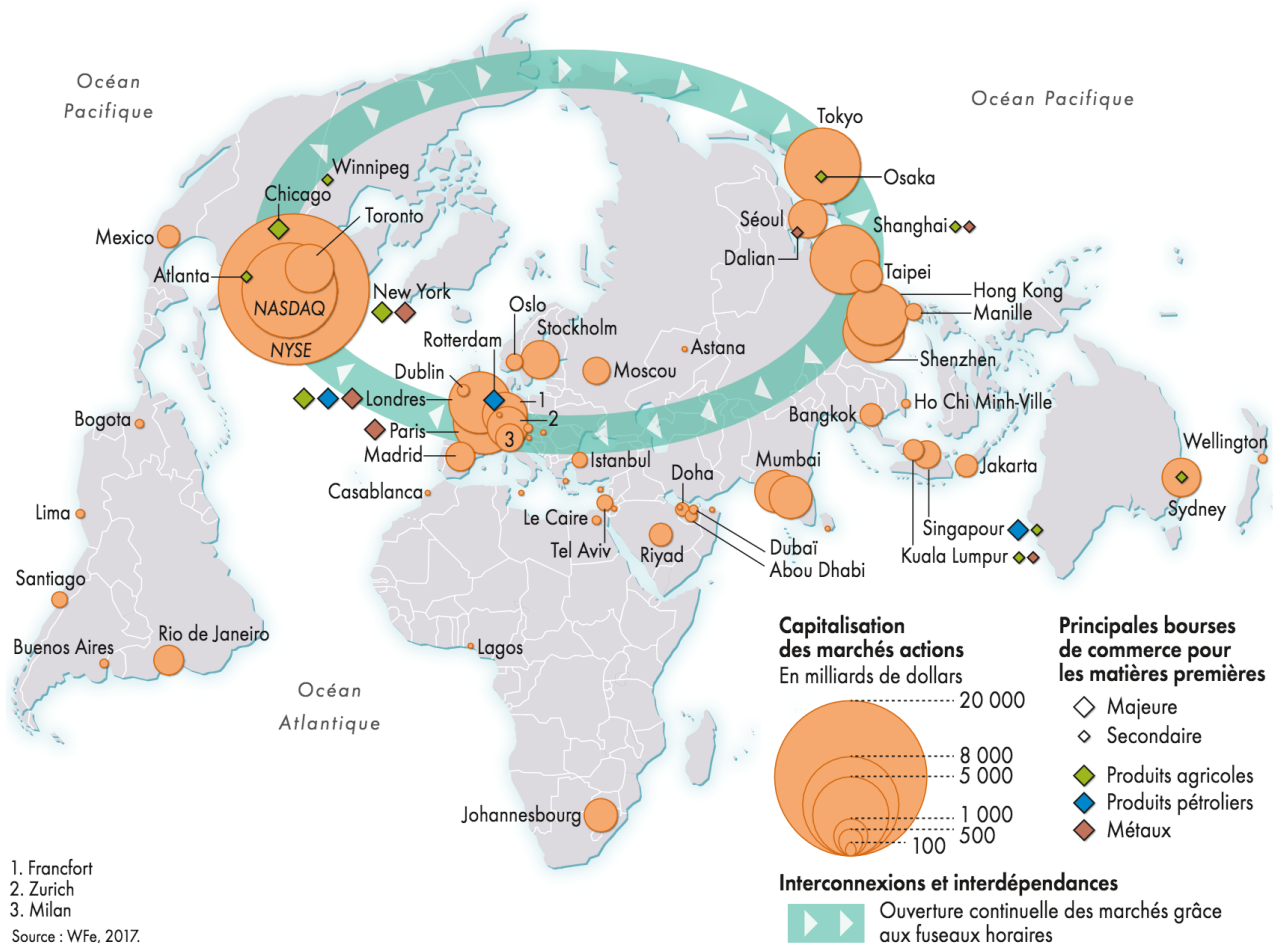 Océan
Pacifique
Océan Pacifique
Tokyo
Winnipeg
Osaka
Chicago
Toronto
Séoul
Shanghai
Mexico
Dalian
Atlanta
Taipei
NASDAQ
New York
Hong Kong
Oslo
Manille
Stockholm
Rotterdam
NYSE
Astana
Shenzhen
Dublin
Moscou
Londres
1
Ho Chi Minh-Ville
Bogota
2
Bangkok
Paris
3
Wellington
Madrid
Istanbul
Mumbai
Jakarta
Doha
Casablanca
Lima
Le Caire
Sydney
Singapour
Tel Aviv
Riyad
Dubaï
Kuala Lumpur
Abou Dhabi
Santiago
Rio de Janeiro
Buenos Aires
Lagos
Océan
Atlantique
Johannesbourg
Capitalisation
des marchés actions
En milliards de dollars
20 000
8 000
5 000
1 000
500
100
Principales bourses
de commerce pour
les matières premières
Majeure
Secondaire
Produits agricoles
Produits pétroliers
Métaux
Interconnexions et interdépendances
Ouverture continuelle des marchés grâce
aux fuseaux horaires
1. Francfort
2. Zurich
3. Milan
Source : WFe, 2017.